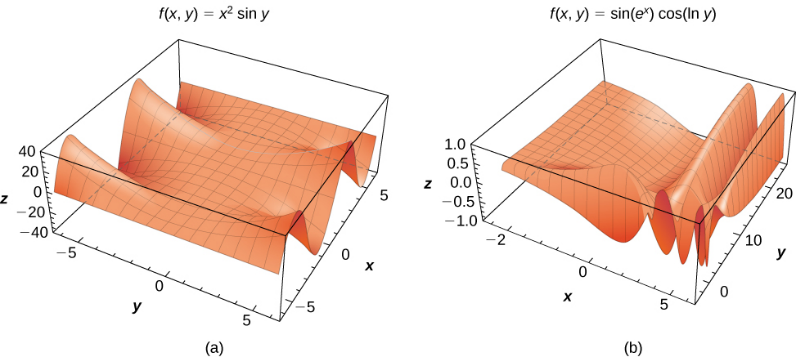 f(x, y) = x² sin y
40
20
0
−20
−40
z
−5
0
5
y
5
0
−5
x
(a)
f(x, y) = sin(eˣ) cos(ln y)
1.0
0.5
0.0
−0.5
−1.0
z
−2
0
5
x
20
10
0
y
(b)